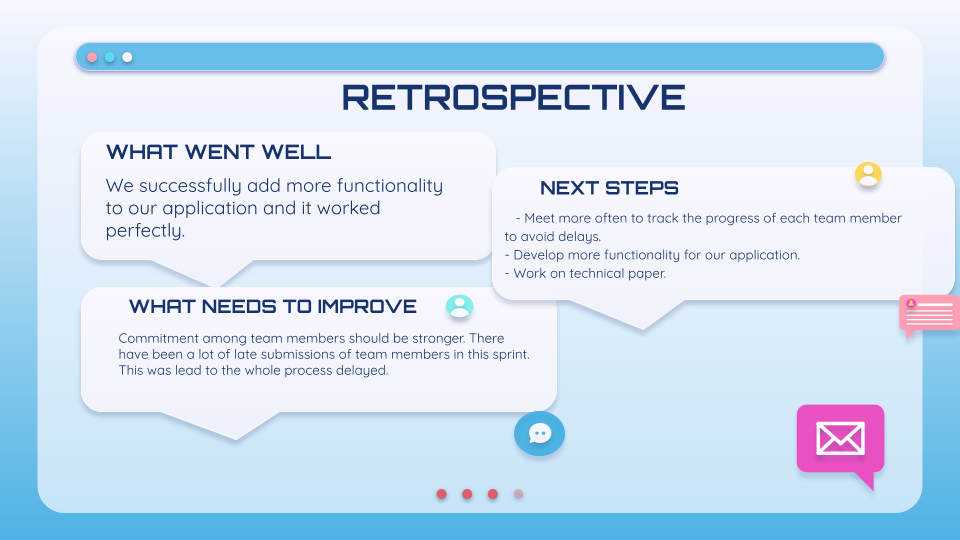 RETROSPECTIVE
WHAT WENT WELL
We successfully add more functionality
to our application and it worked
perfectly.
NEXT STEPS
- Meet more often to track the progress of each team member
to avoid delays.
- Develop more functionality for our application.
- Work on technical paper.
WHAT NEEDS TO IMPROVE
Commitment among team members should be stronger. There
have been a lot of late submissions of team members in this sprint.
This was lead to the whole process delayed.